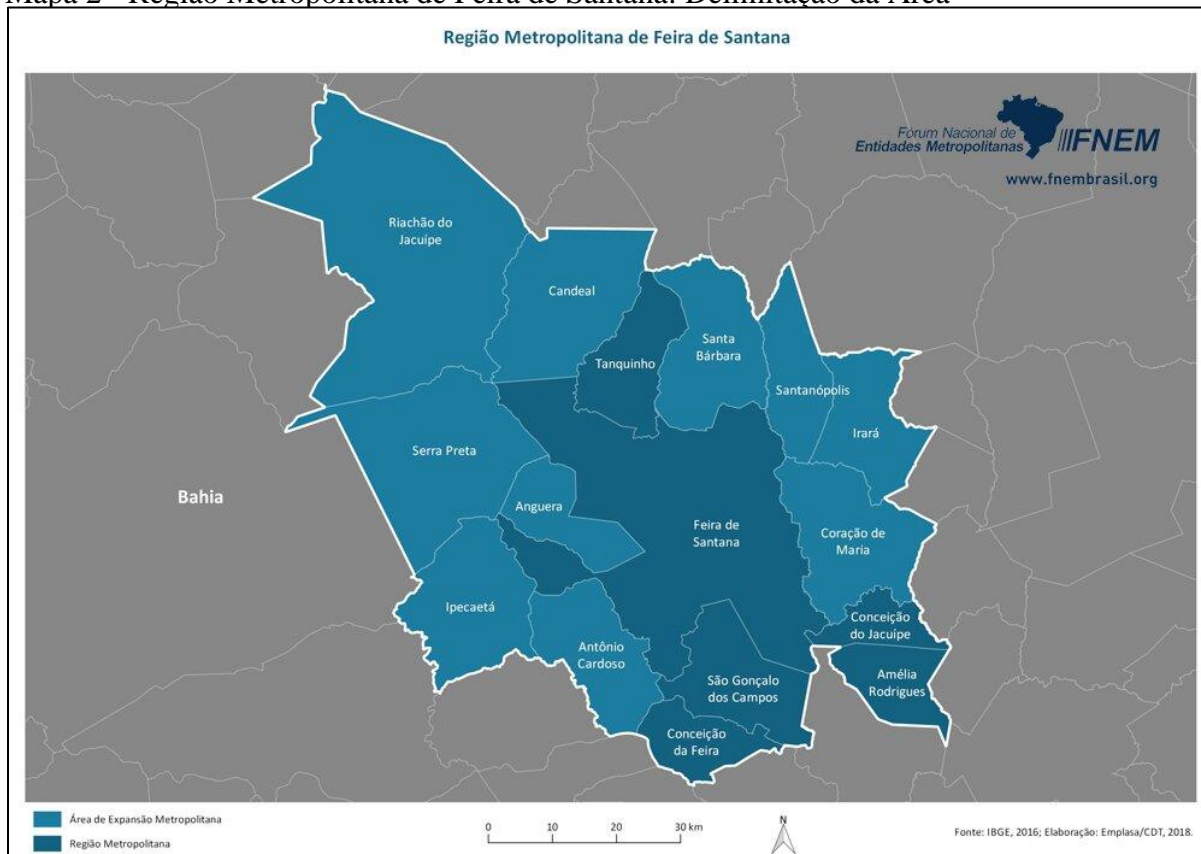 Mapa 2 - Região Metropolitana de Feira de Santana: Delimitação da Área
Região Metropolitana de Feira de Santana
Fórum Nacional de
Entidades Metropolitanas
FNEM
www.fnembrasil.org
Riachão do
Jacuípe
Candeal
Tanquinho
Santa
Bárbara
Santanópolis
Irará
Serra Preta
Bahia
Anguera
Feira de
Santana
Coração de
Maria
Ipecaetá
Conceição
do Jacuípe
Antônio
Cardoso
São Gonçalo
dos Campos
Amélia
Rodrigues
Conceição
da Feira
Área de Expansão Metropolitana
Região Metropolitana
0 10 20 30 km
N
Fonte: IBGE, 2016; Elaboração: Emplasa/CDT, 2018.